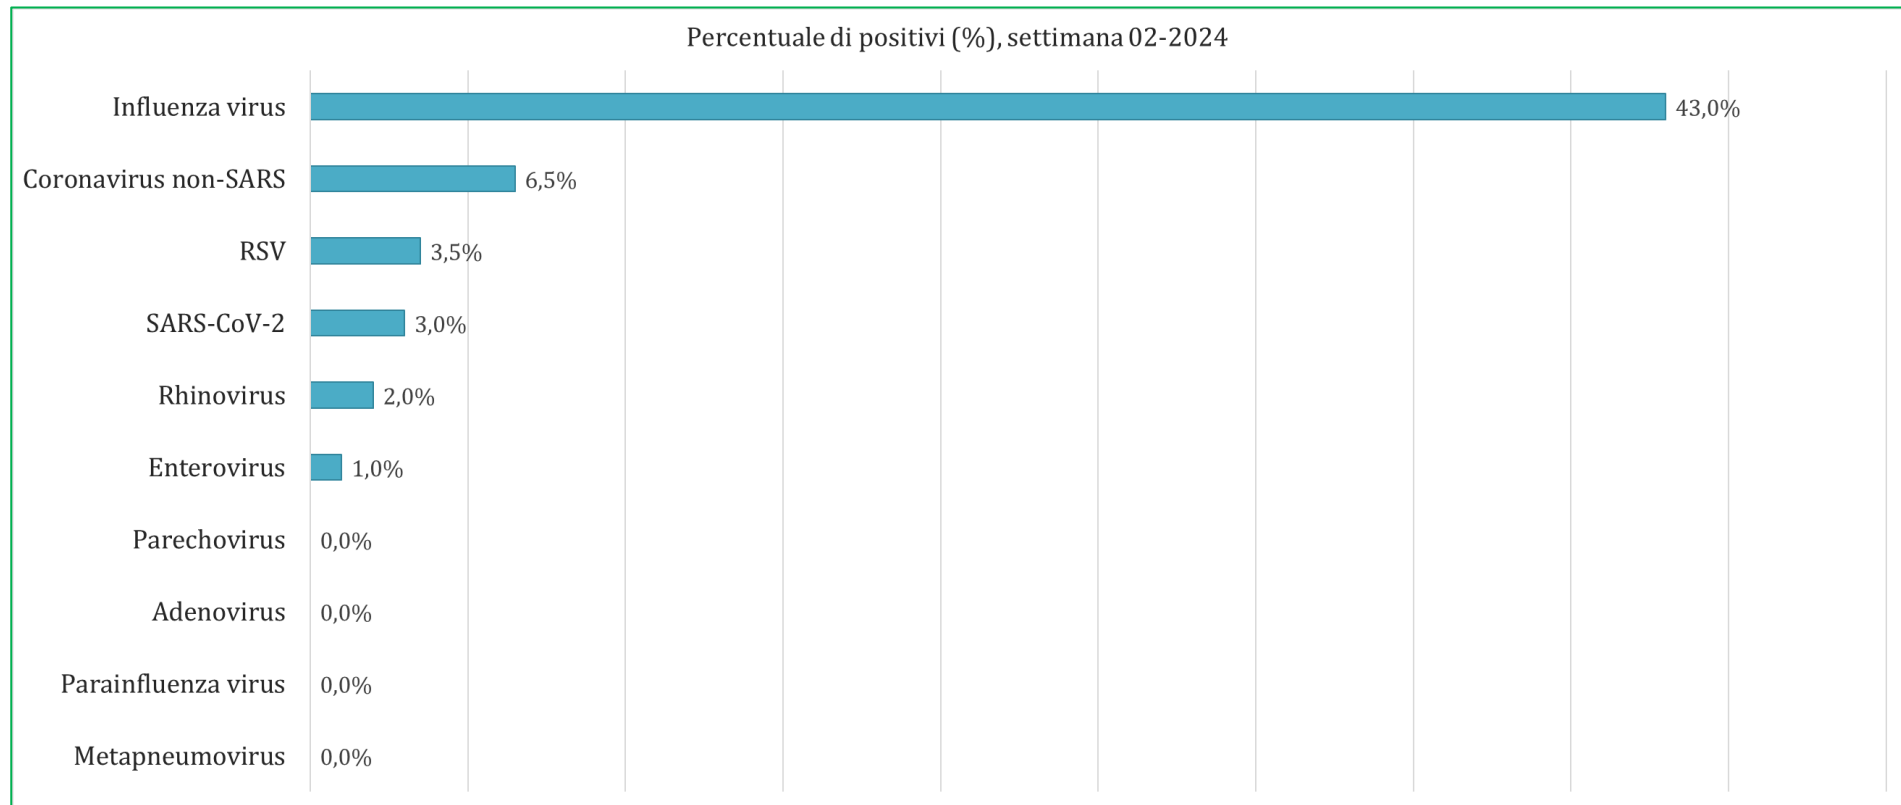 Percentuale di positivi (%), settimana 02-2024
Influenza virus 43,0%
Coronavirus non-SARS 6,5%
RSV 3,5%
SARS-CoV-2 3,0%
Rhinovirus 2,0%
Enterovirus 1,0%
Parechovirus 0,0%
Adenovirus 0,0%
Parainfluenza virus 0,0%
Metapneumovirus 0,0%